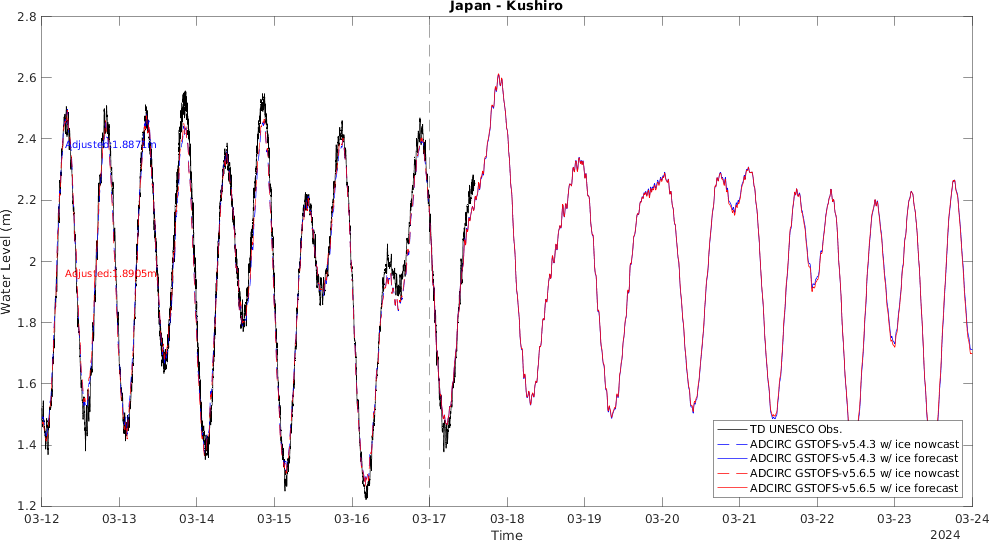 Japan - Kushiro
2.8
2.6
2.4
2.2
2
1.8
1.6
1.4
1.2
Water Level (m)
Adjusted:1.8871m
Adjusted:1.8905m
TD UNESCO Obs.
ADCIRC GSTOFS-v5.4.3 w/ ice nowcast
ADCIRC GSTOFS-v5.4.3 w/ ice forecast
ADCIRC GSTOFS-v5.6.5 w/ ice nowcast
ADCIRC GSTOFS-v5.6.5 w/ ice forecast
03-12 03-13 03-14 03-15 03-16 03-17 03-18 03-19 03-20 03-21 03-22 03-23 03-24
Time
2024